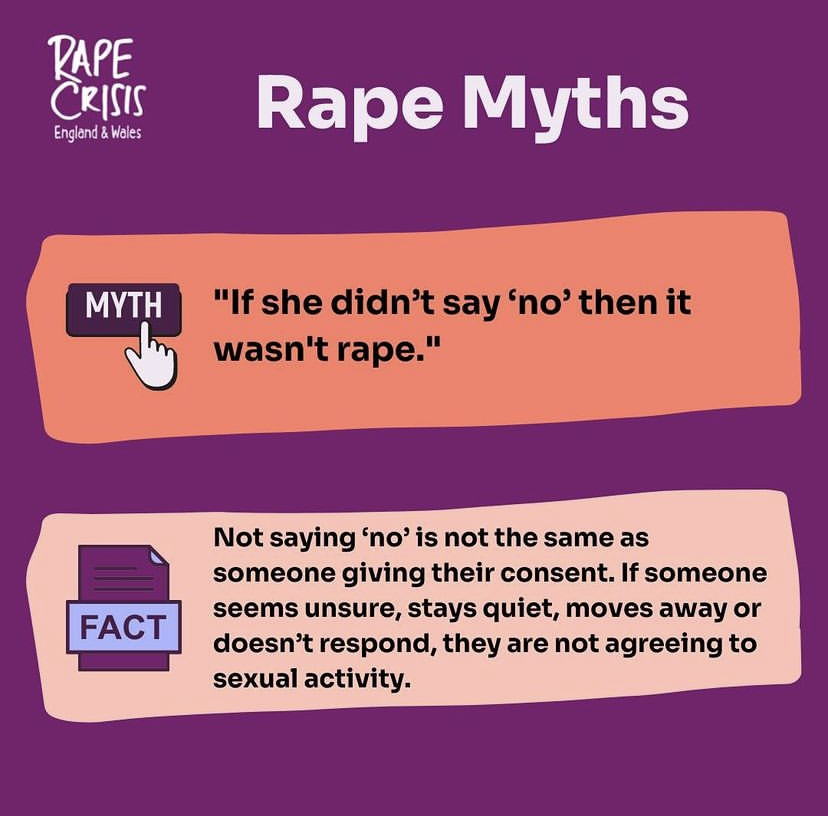 RAPE
CRISIS
England & Wales
Rape Myths
MYTH
"If she didn’t say ‘no’ then it
wasn't rape."
FACT
Not saying ‘no’ is not the same as
someone giving their consent. If someone
seems unsure, stays quiet, moves away or
doesn’t respond, they are not agreeing to
sexual activity.